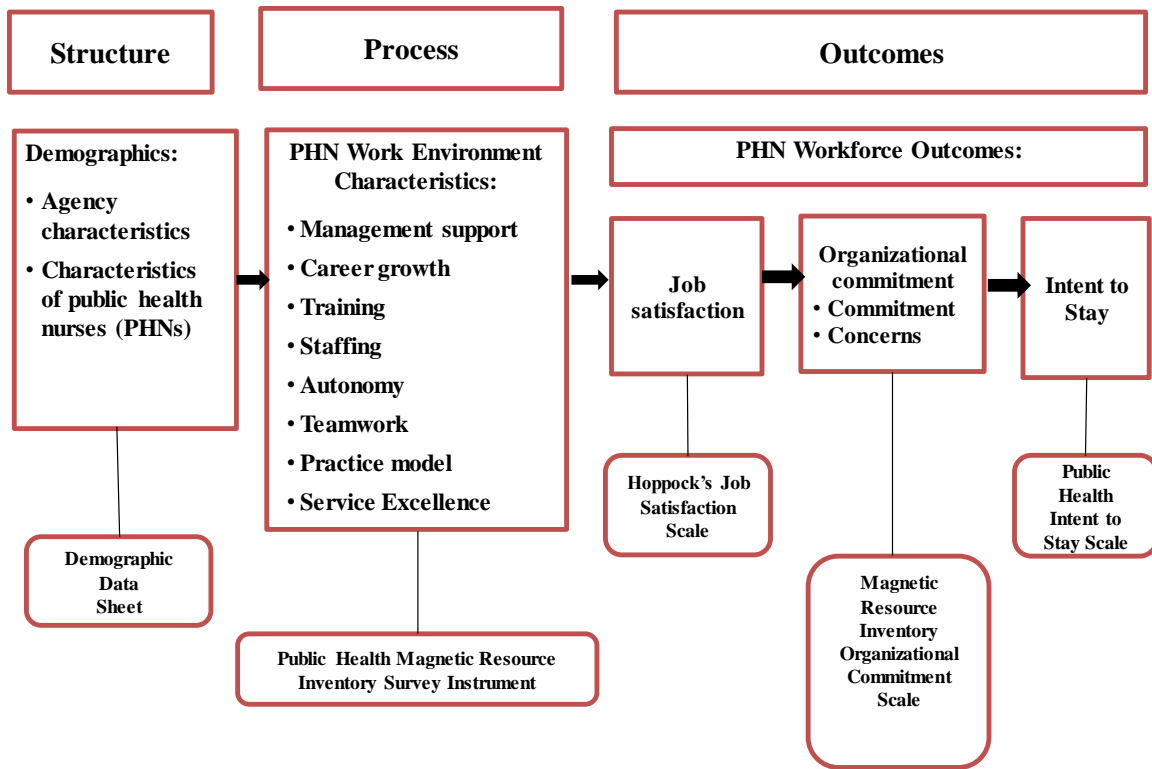 Structure
Process
Outcomes
Demographics:
• Agency
characteristics
• Characteristics
of public health
nurses (PHNs)
PHN Work Environment
Characteristics:
• Management support
• Career growth
• Training
• Staffing
• Autonomy
• Teamwork
• Practice model
• Service Excellence
PHN Workforce Outcomes:
Job
satisfaction
Organizational
commitment
• Commitment
• Concerns
Intent to
Stay
Demographic
Data
Sheet
Public Health Magnetic Resource
Inventory Survey Instrument
Hoppock's Job
Satisfaction
Scale
Magnetic
Resource
Inventory
Organizational
Commitment
Scale
Public
Health
Intent to
Stay Scale